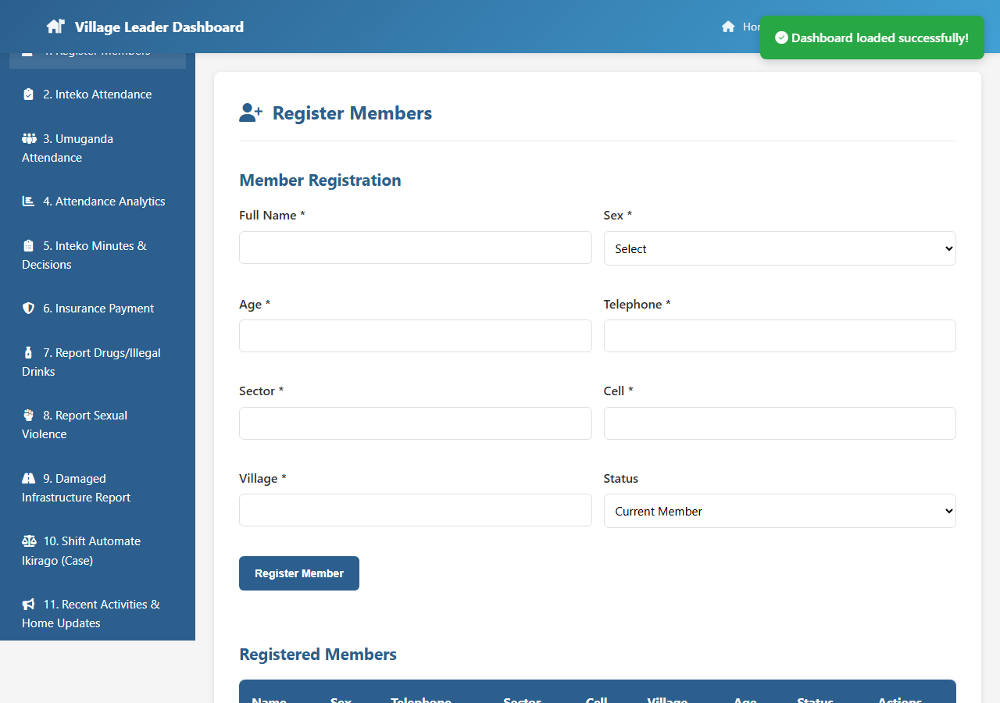 Village Leader Dashboard
Dashboard loaded successfully!
1. Register Members
2. Inteko Attendance
3. Umuganda
Attendance
4. Attendance Analytics
5. Inteko Minutes &
Decisions
6. Insurance Payment
7. Report Drugs/Illegal
Drinks
8. Report Sexual
Violence
9. Damaged
Infrastructure Report
10. Shift Automate
Ikirago (Case)
11. Recent Activities &
Home Updates
Register Members
Member Registration
Full Name *
Sex *
Select
Age *
Telephone *
Sector *
Cell *
Village *
Status
Current Member
Register Member
Registered Members
Name Sex Telephone Sector Cell Village Age Status Actions